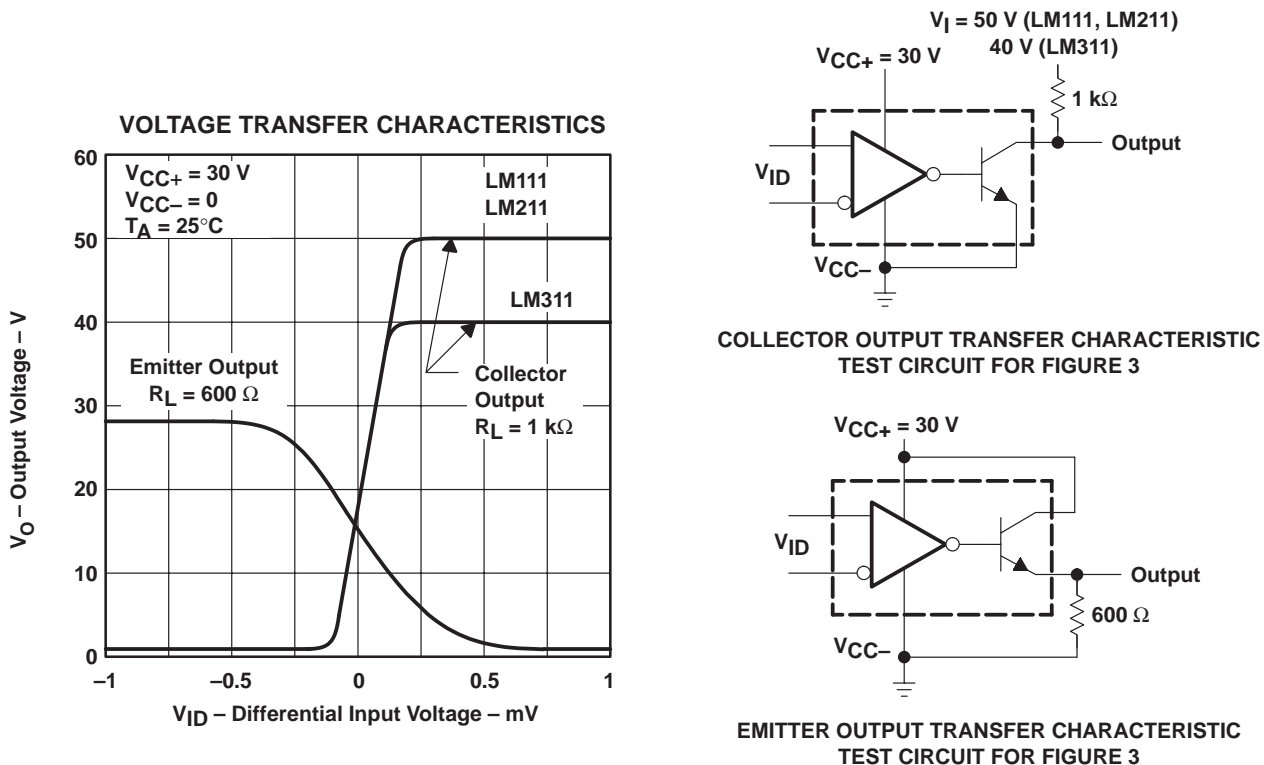 VOLTAGE TRANSFER CHARACTERISTICS
60
50
40
30
20
10
0
VO – Output Voltage – V
VCC+ = 30 V
VCC– = 0
TA = 25°C
LM111
LM211
LM311
Emitter Output
RL = 600 Ω
Collector
Output
RL = 1 kΩ
–1
–0.5
0
0.5
1
VID – Differential Input Voltage – mV
VI = 50 V (LM111, LM211)
40 V (LM311)
VCC+ = 30 V
1 kΩ
Output
VID
VCC–
COLLECTOR OUTPUT TRANSFER CHARACTERISTIC
TEST CIRCUIT FOR FIGURE 3
VCC+ = 30 V
VID
Output
600 Ω
VCC–
EMITTER OUTPUT TRANSFER CHARACTERISTIC
TEST CIRCUIT FOR FIGURE 3